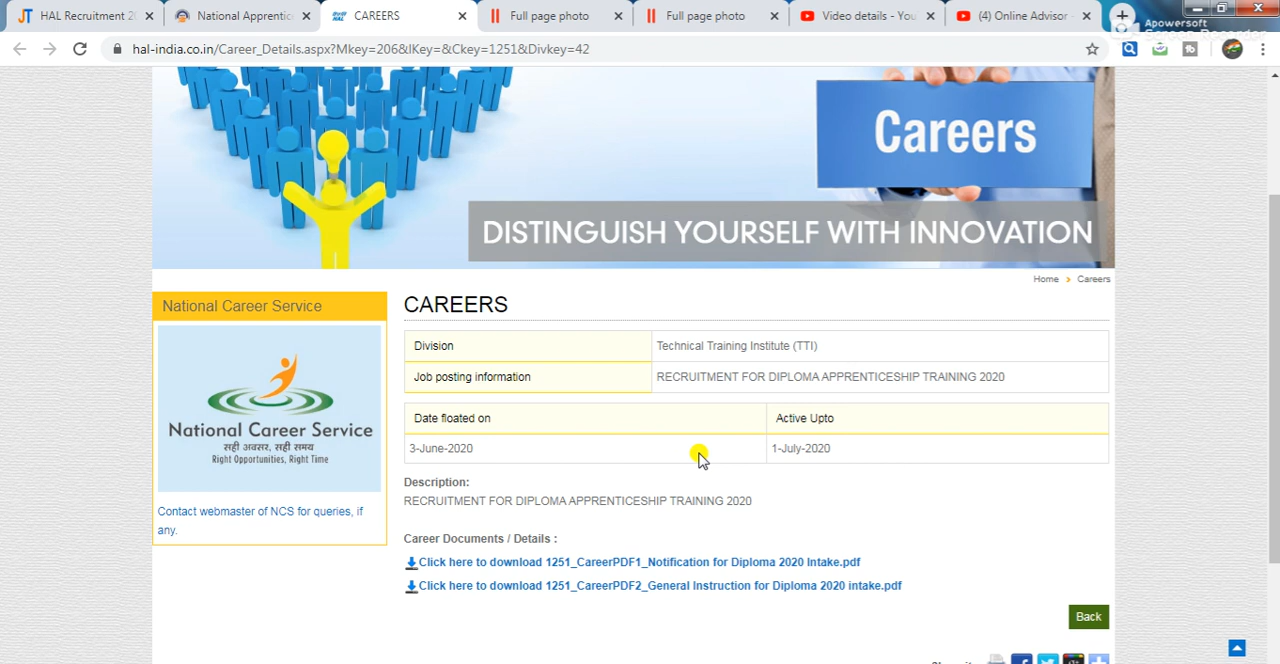 HAL Recruitment 20
National Apprentic
CAREERS
Full page photo
Full page photo
Video details - You
(4) Online Advisor -
Apowersoft
Screen Recorder
hal-india.co.in/Career_Details.aspx?Mkey=206&lKey=&Ckey=1251&Divkey=42
Careers
DISTINGUISH YOURSELF WITH INNOVATION
Home > Careers
National Career Service
National Career Service
सही अवसर, सही समय
Right Opportunities, Right Time
Contact webmaster of NCS for queries, if
any.
CAREERS
Division Technical Training Institute (TTI)
Job posting information RECRUITMENT FOR DIPLOMA APPRENTICESHIP TRAINING 2020
Date floated on Active Upto
3-June-2020 1-July-2020
Description:
RECRUITMENT FOR DIPLOMA APPRENTICESHIP TRAINING 2020
Career Documents / Details :
Click here to download 1251_CareerPDF1_Notification for Diploma 2020 Intake.pdf
Click here to download 1251_CareerPDF2_General Instruction for Diploma 2020 intake.pdf
Back